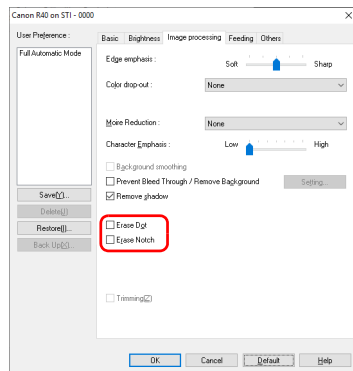 Canon R40 on STI - 0000
User Preference :
Full Automatic Mode
Save(Y)...
Delete(J)
Restore(I)...
Back Up(X)...
Basic Brightness Image processing Feeding Others
Edge emphasis :
Soft Sharp
Color drop-out :
None
Moire Reduction :
None
Character Emphasis :
Low High
Background smoothing
Prevent Bleed Through / Remove Background
Setting...
Remove shadow
Erase Dot
Erase Notch
Trimming(Z)
OK Cancel Default Help